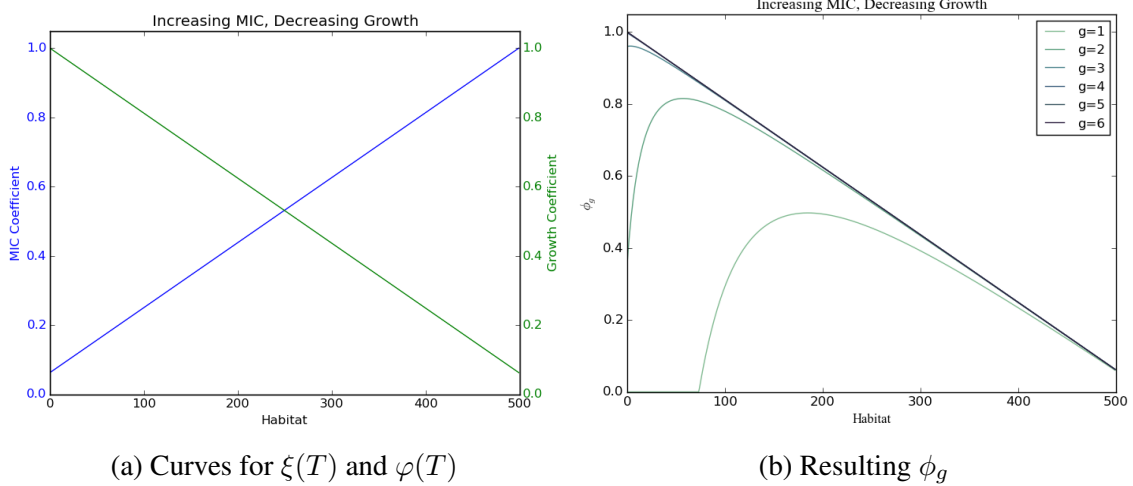 Increasing MIC, Decreasing Growth
1.0
0.8
0.6
0.4
0.2
0.0
MIC Coefficient
1.0
0.8
0.6
0.4
0.2
0.0
Growth Coefficient
0 100 200 300 400 500
Habitat
(a) Curves for ξ(T) and φ(T)
Increasing MIC, Decreasing Growth
1.0
0.8
0.6
0.4
0.2
0.0
ϕg
g=1
g=2
g=3
g=4
g=5
g=6
0 100 200 300 400 500
Habitat
(b) Resulting ϕg